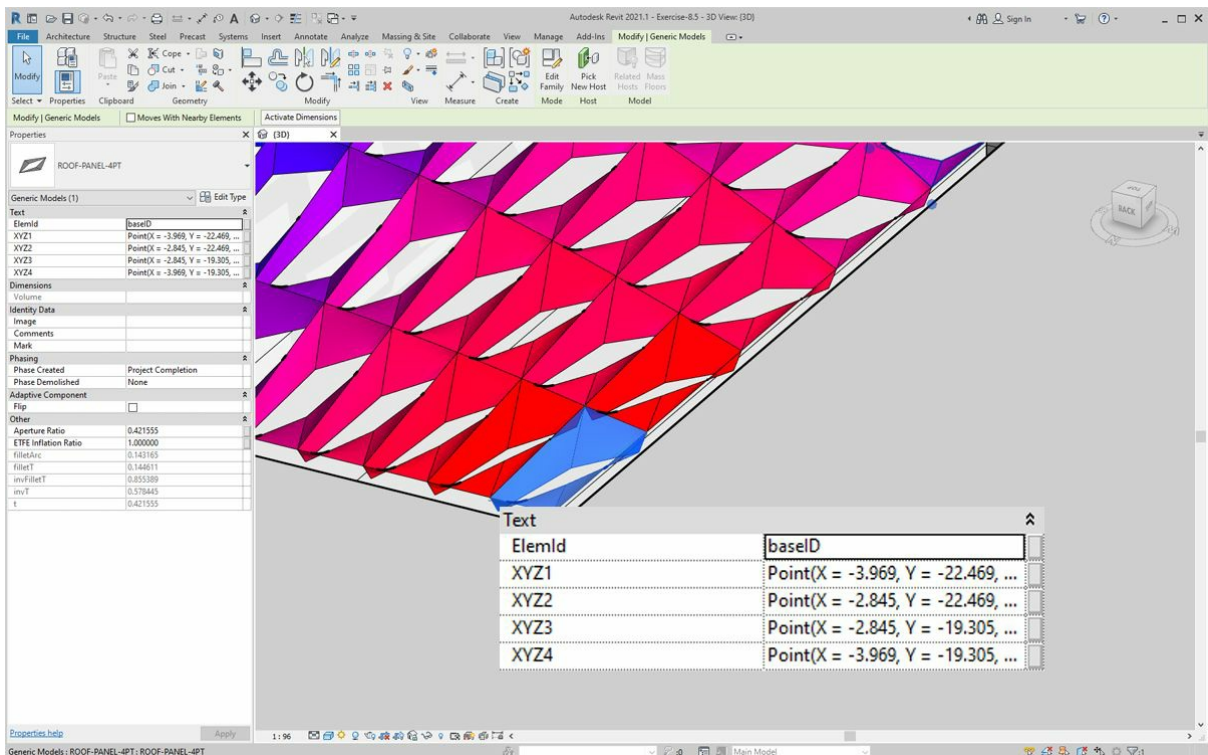 Autodesk Revit 2021.1 - Exercise-8.5 - 3D View: {3D}
Sign In
File Architecture Structure Steel Precast Systems Insert Annotate Analyze Massing & Site Collaborate View Manage Add-Ins Modify | Generic Models
Modify
Paste
Cope
Cut
Join
Edit Family
Pick New Host
Related Hosts
Mass Floors
Select Properties Clipboard Geometry Modify View Measure Create Mode Host Model
Modify | Generic Models Moves With Nearby Elements Activate Dimensions
Properties
{3D}
ROOF-PANEL-4PT
Generic Models (1) Edit Type
Text
ElemId baseID
XYZ1 Point(X = -3.969, Y = -22.469, ...
XYZ2 Point(X = -2.845, Y = -22.469, ...
XYZ3 Point(X = -2.845, Y = -19.305, ...
XYZ4 Point(X = -3.969, Y = -19.305, ...
Dimensions
Volume
Identity Data
Image
Comments
Mark
Phasing
Phase Created Project Completion
Phase Demolished None
Adaptive Component
Flip
Other
Aperture Ratio 0.421555
ETFE Inflation Ratio 1.000000
filletArc 0.143165
filletT 0.144611
invFilletT 0.855389
invT 0.578445
t 0.421555
BACK
Text
ElemId baseID
XYZ1 Point(X = -3.969, Y = -22.469, ...
XYZ2 Point(X = -2.845, Y = -22.469, ...
XYZ3 Point(X = -2.845, Y = -19.305, ...
XYZ4 Point(X = -3.969, Y = -19.305, ...
Properties help Apply
1 : 96
Generic Models : ROOF-PANEL-4PT : ROOF-PANEL-4PT
:0
Main Model
:1